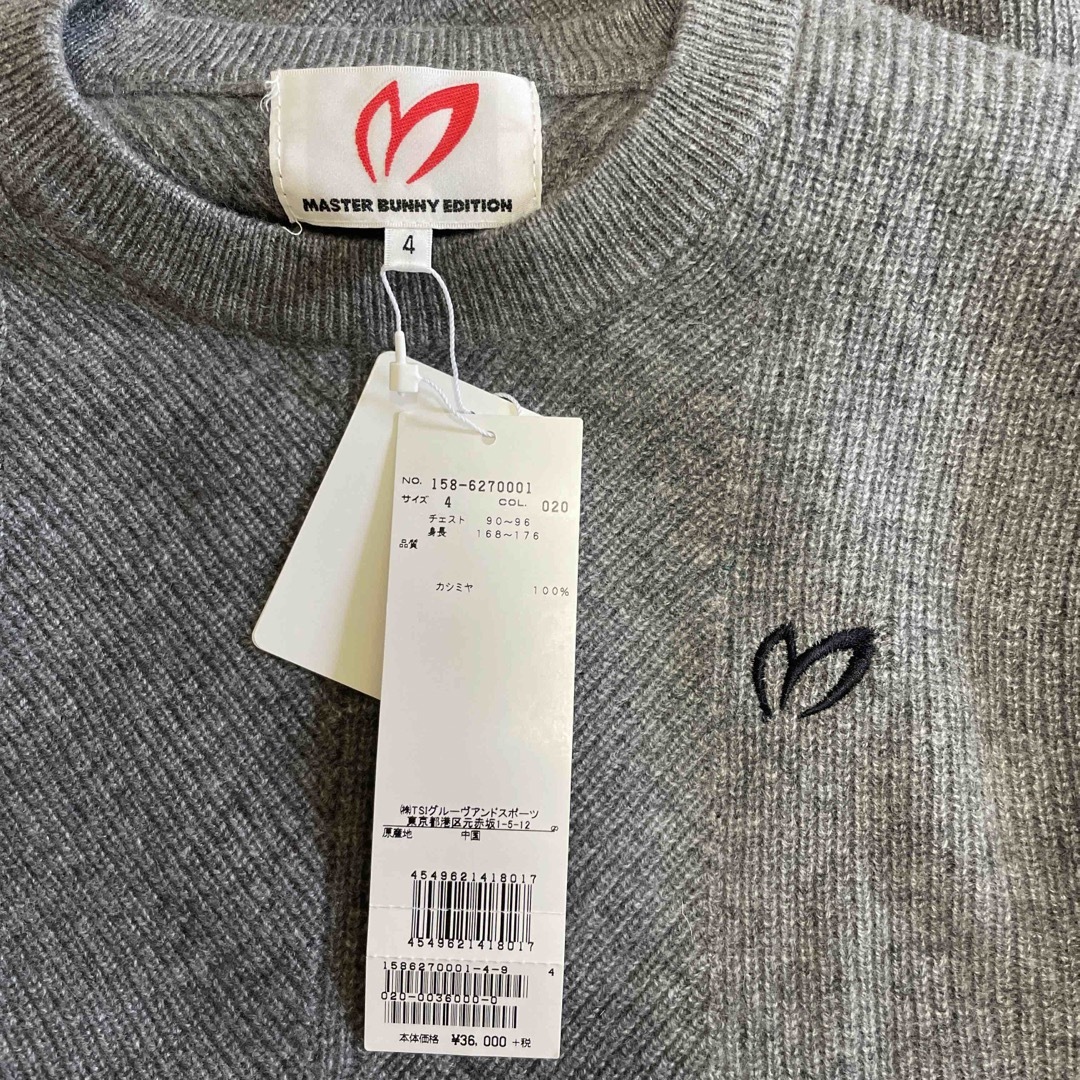 MASTER BUNNY EDITION
4
NO. 158-6270001
サイズ 4 COL. 020
チェスト 90~96
身長 168~176
品質
カシミヤ 100%
㈱TSIグルーヴアンドスポーツ
東京都港区元赤坂1-5-12
原産地 中国
4549621418017
4549621418017
1586270001-4-9 4
020-0036000-0
本体価格 ¥36,000 +税